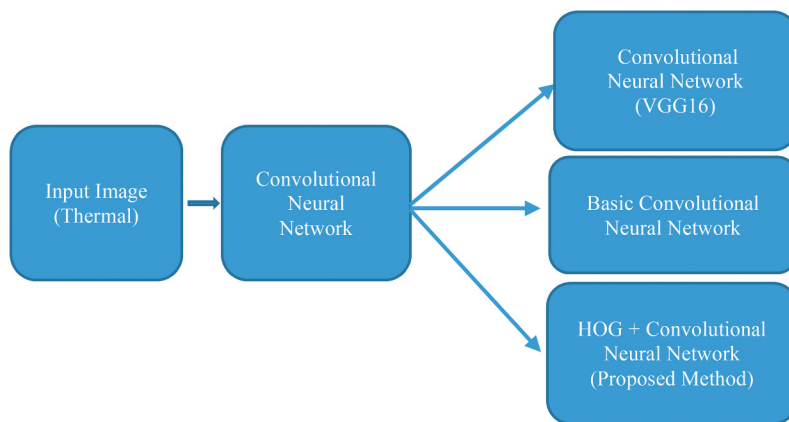 Input Image
(Thermal)
Convolutional
Neural
Network
Convolutional
Neural Network
(VGG16)
Basic Convolutional
Neural Network
HOG + Convolutional
Neural Network
(Proposed Method)